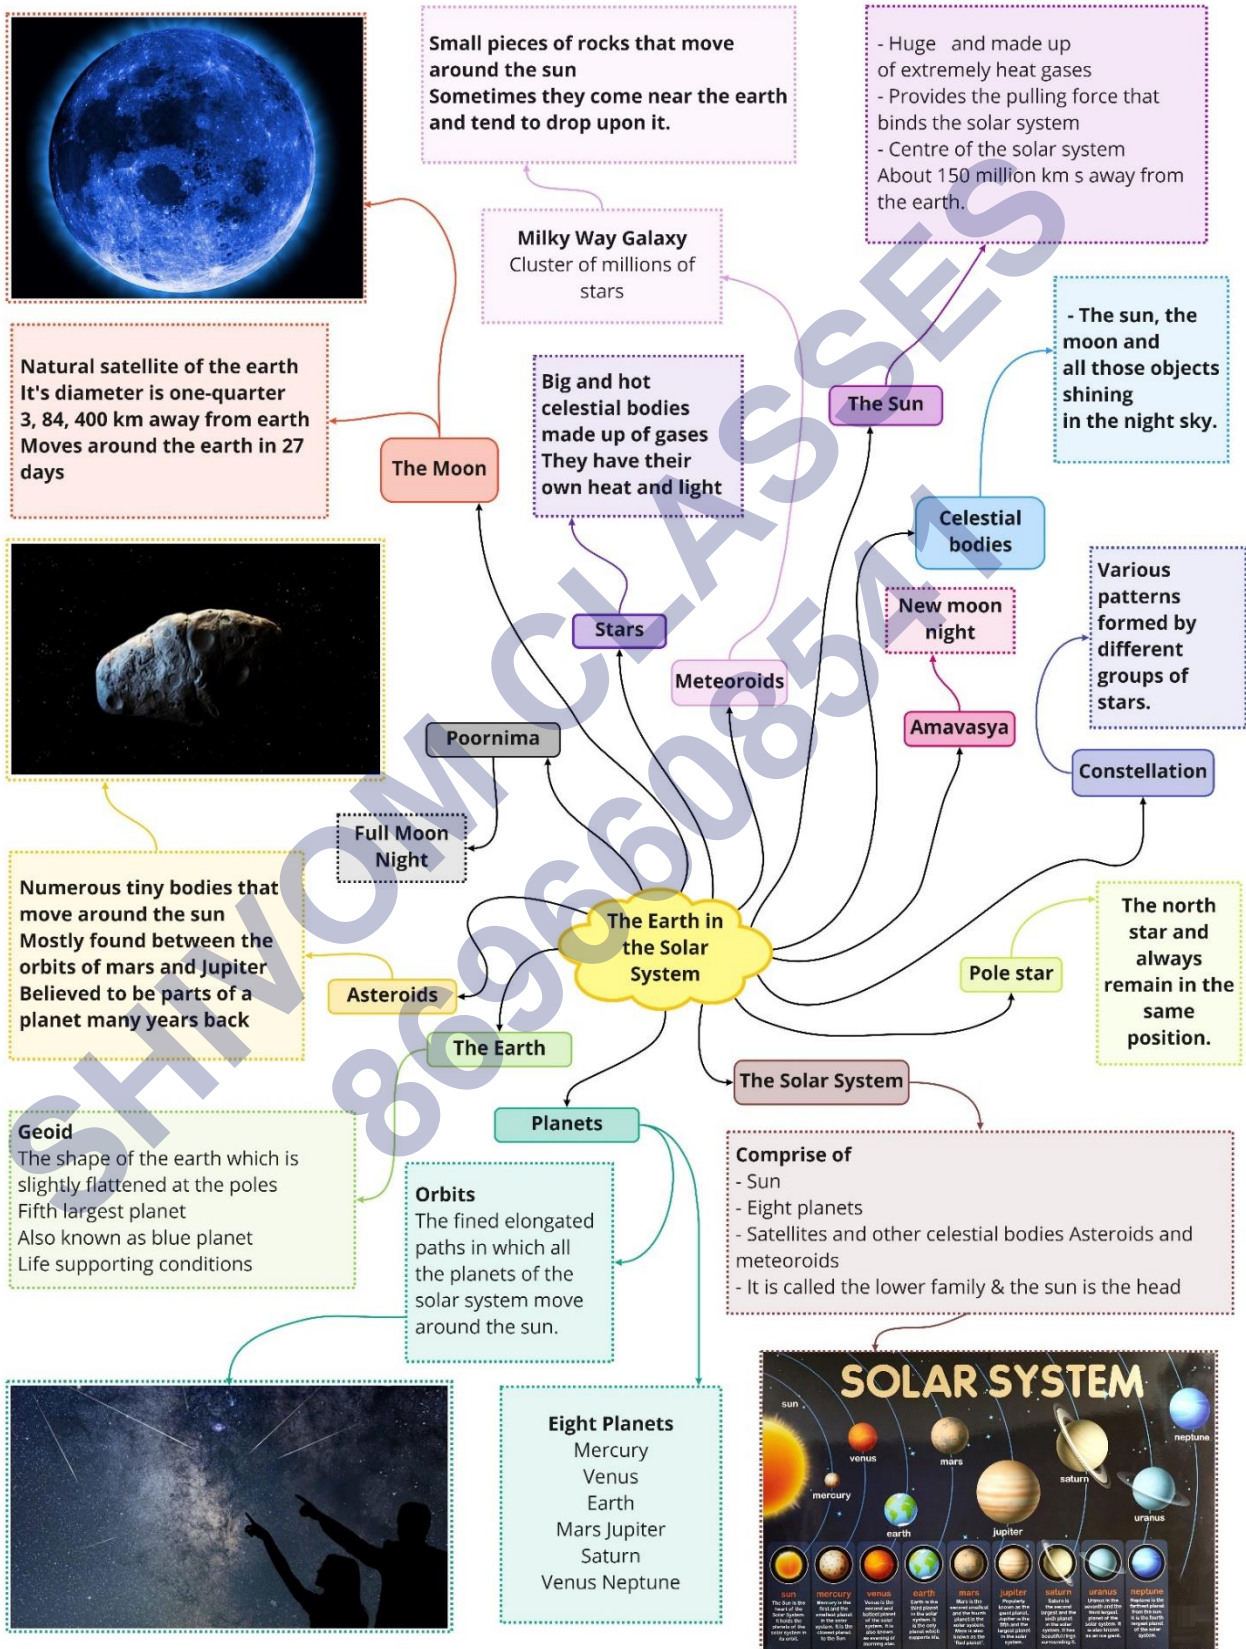 Small pieces of rocks that move
around the sun
Sometimes they come near the earth
and tend to drop upon it.
- Huge and made up
of extremely heat gases
- Provides the pulling force that
binds the solar system
- Centre of the solar system
About 150 million km s away from
the earth.
Milky Way Galaxy
Cluster of millions of
stars
- The sun, the
moon and
all those objects
shining
in the night sky.
Natural satellite of the earth
It's diameter is one-quarter
3, 84, 400 km away from earth
Moves around the earth in 27
days
The Moon
Big and hot
celestial bodies
made up of gases
They have their
own heat and light
The Sun
Celestial
bodies
Various
patterns
formed by
different
groups of
stars.
New moon
night
Stars
Meteoroids
Amavasya
Poornima
Constellation
Full Moon
Night
Numerous tiny bodies that
move around the sun
Mostly found between the
orbits of mars and Jupiter
Believed to be parts of a
planet many years back
Asteroids
The Earth in
the Solar
System
Pole star
The north
star and
always
remain in the
same
position.
The Earth
The Solar System
Planets
Geoid
The shape of the earth which is
slightly flattened at the poles
Fifth largest planet
Also known as blue planet
Life supporting conditions
Orbits
The fined elongated
paths in which all
the planets of the
solar system move
around the sun.
Comprise of
- Sun
- Eight planets
- Satellites and other celestial bodies Asteroids and
meteoroids
- It is called the lower family & the sun is the head
Eight Planets
Mercury
Venus
Earth
Mars Jupiter
Saturn
Venus Neptune
SOLAR SYSTEM
sun
mercury
venus
earth
mars
jupiter
saturn
uranus
neptune
sun
mercury
venus
earth
mars
jupiter
saturn
uranus
neptune
SHIVOM CLASSES
8696608541